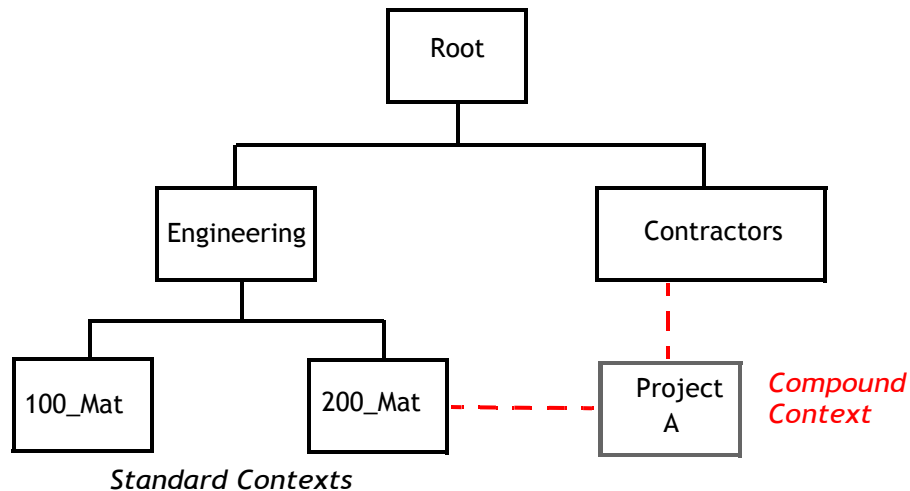 Root
Engineering
Contractors
100_Mat
200_Mat
Project
A
Compound
Context
Standard Contexts